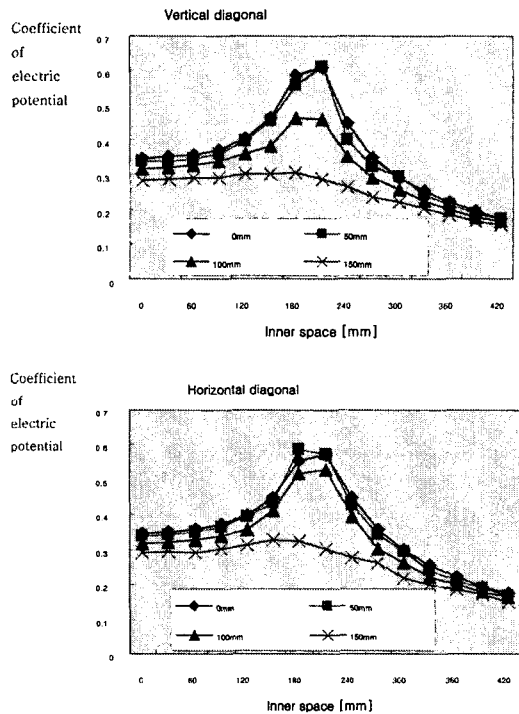 Vertical diagonal
Coefficient
of
electric
potential
0.7
0.6
0.5
0.4
0.3
0.2
0.1
0
0mm
50mm
100mm
150mm
0 60 120 180 240 300 360 420
Inner space [mm]
Horizontal diagonal
Coefficient
of
electric
potential
0.7
0.6
0.5
0.4
0.3
0.2
0.1
0
0mm
50mm
100mm
150mm
0 60 120 180 240 300 360 420
Inner space [mm]